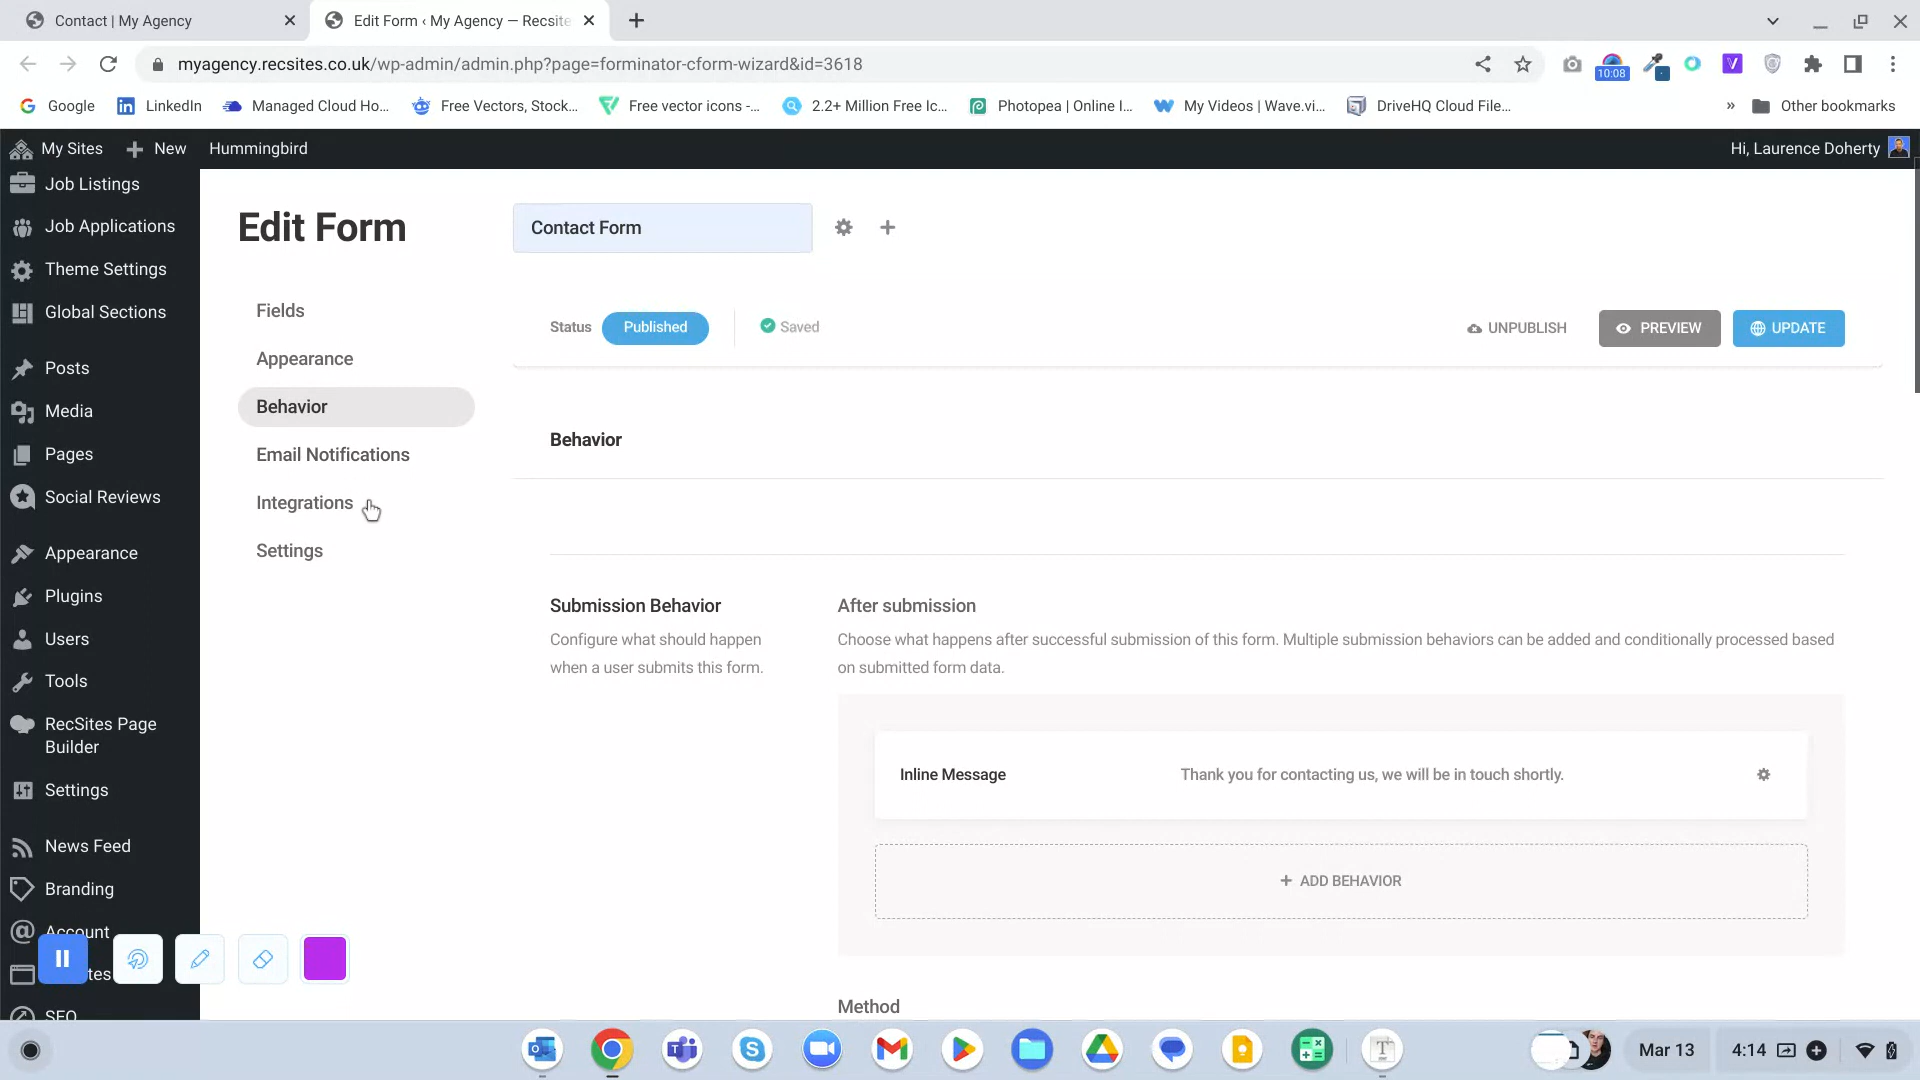 Contact | My Agency
Edit Form ‹ My Agency — Recsite
myagency.recsites.co.uk/wp-admin/admin.php?page=forminator-cform-wizard&id=3618
10:08
Google
LinkedIn
Managed Cloud Ho...
Free Vectors, Stock...
Free vector icons -...
2.2+ Million Free Ic...
Photopea | Online I...
My Videos | Wave.vi...
DriveHQ Cloud File...
» Other bookmarks
My Sites
New
Hummingbird
Hi, Laurence Doherty
Job Listings
Job Applications
Theme Settings
Global Sections
Posts
Media
Pages
Social Reviews
Appearance
Plugins
Users
Tools
RecSites Page
Builder
Settings
News Feed
Branding
Account
tes
SEO
Edit Form
Contact Form
Fields
Appearance
Behavior
Email Notifications
Integrations
Settings
Status
Published
Saved
UNPUBLISH
PREVIEW
UPDATE
Behavior
Submission Behavior
Configure what should happen
when a user submits this form.
After submission
Choose what happens after successful submission of this form. Multiple submission behaviors can be added and conditionally processed based
on submitted form data.
Inline Message
Thank you for contacting us, we will be in touch shortly.
+ ADD BEHAVIOR
Method
Mar 13
4:14